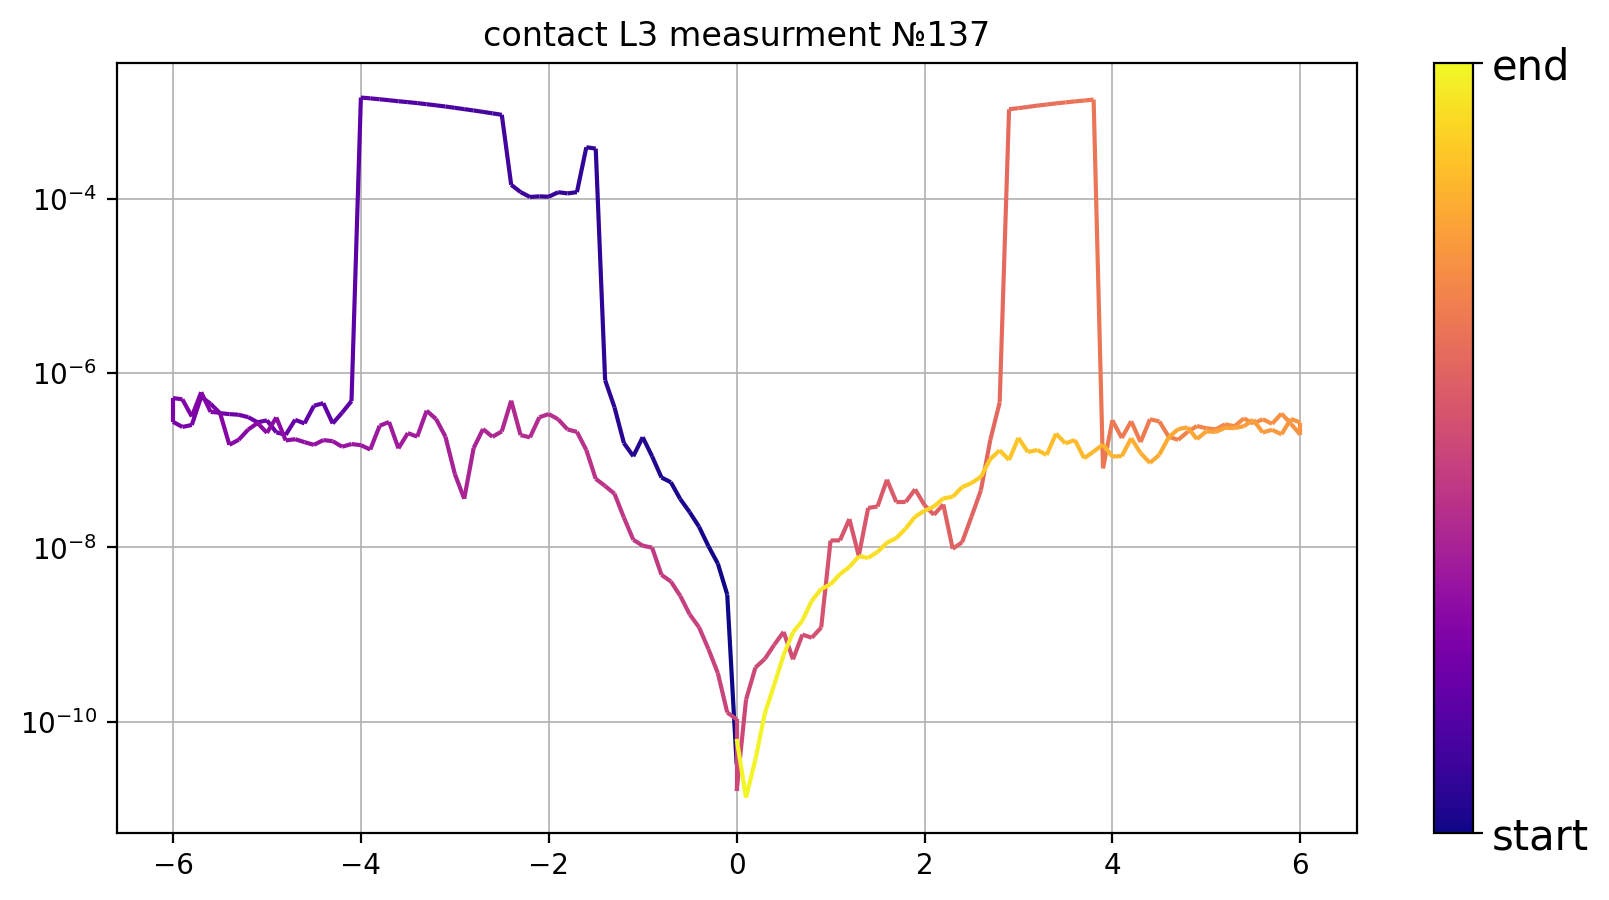 contact L3 measurment №137
end
10⁻⁴
10⁻⁶
10⁻⁸
10⁻¹⁰
start
−6 −4 −2 0 2 4 6